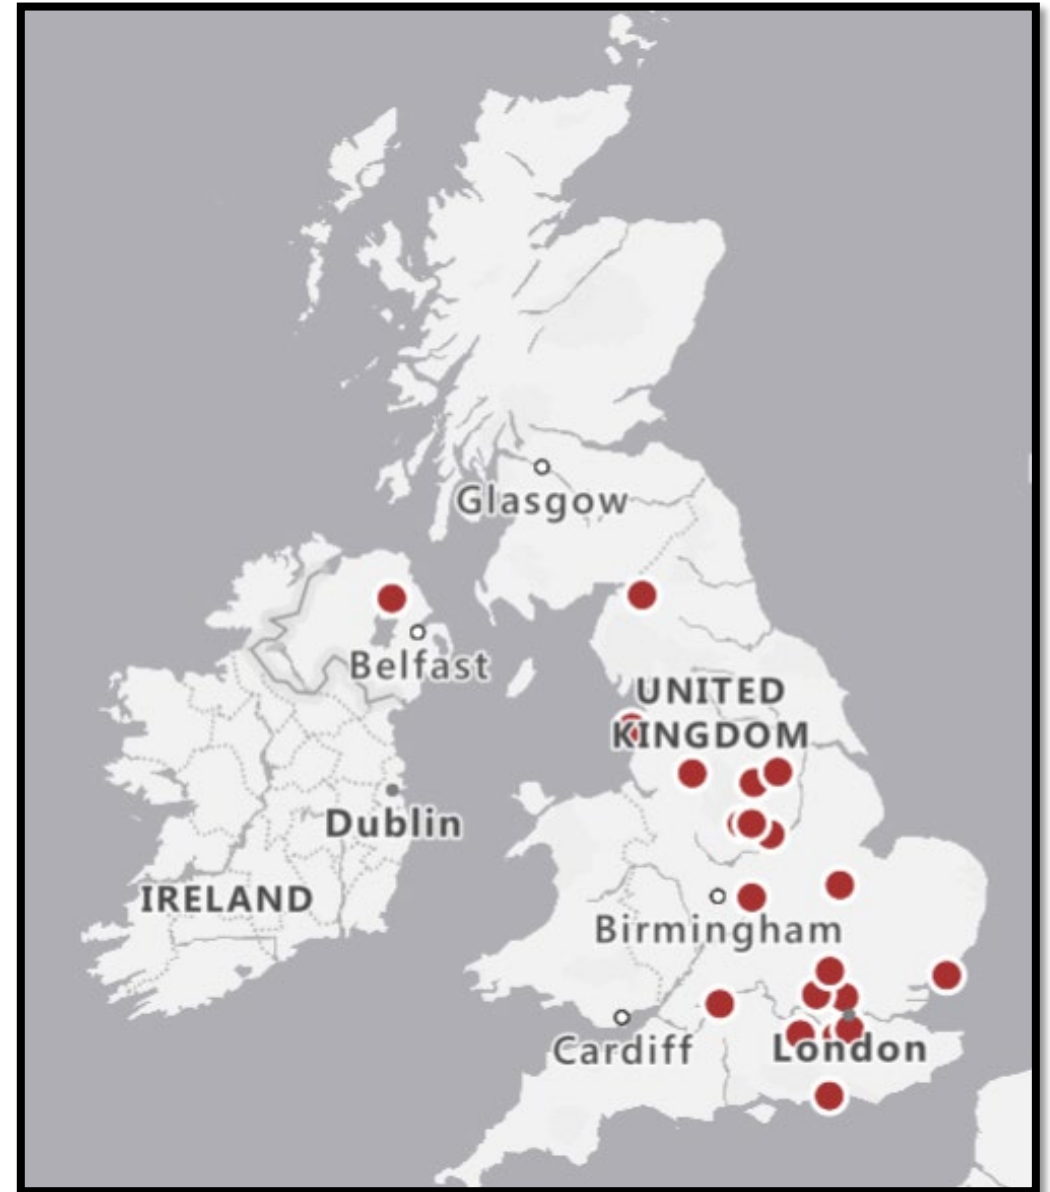 Glasgow
Belfast
UNITED
KINGDOM
Dublin
IRELAND
Birmingham
Cardiff
London